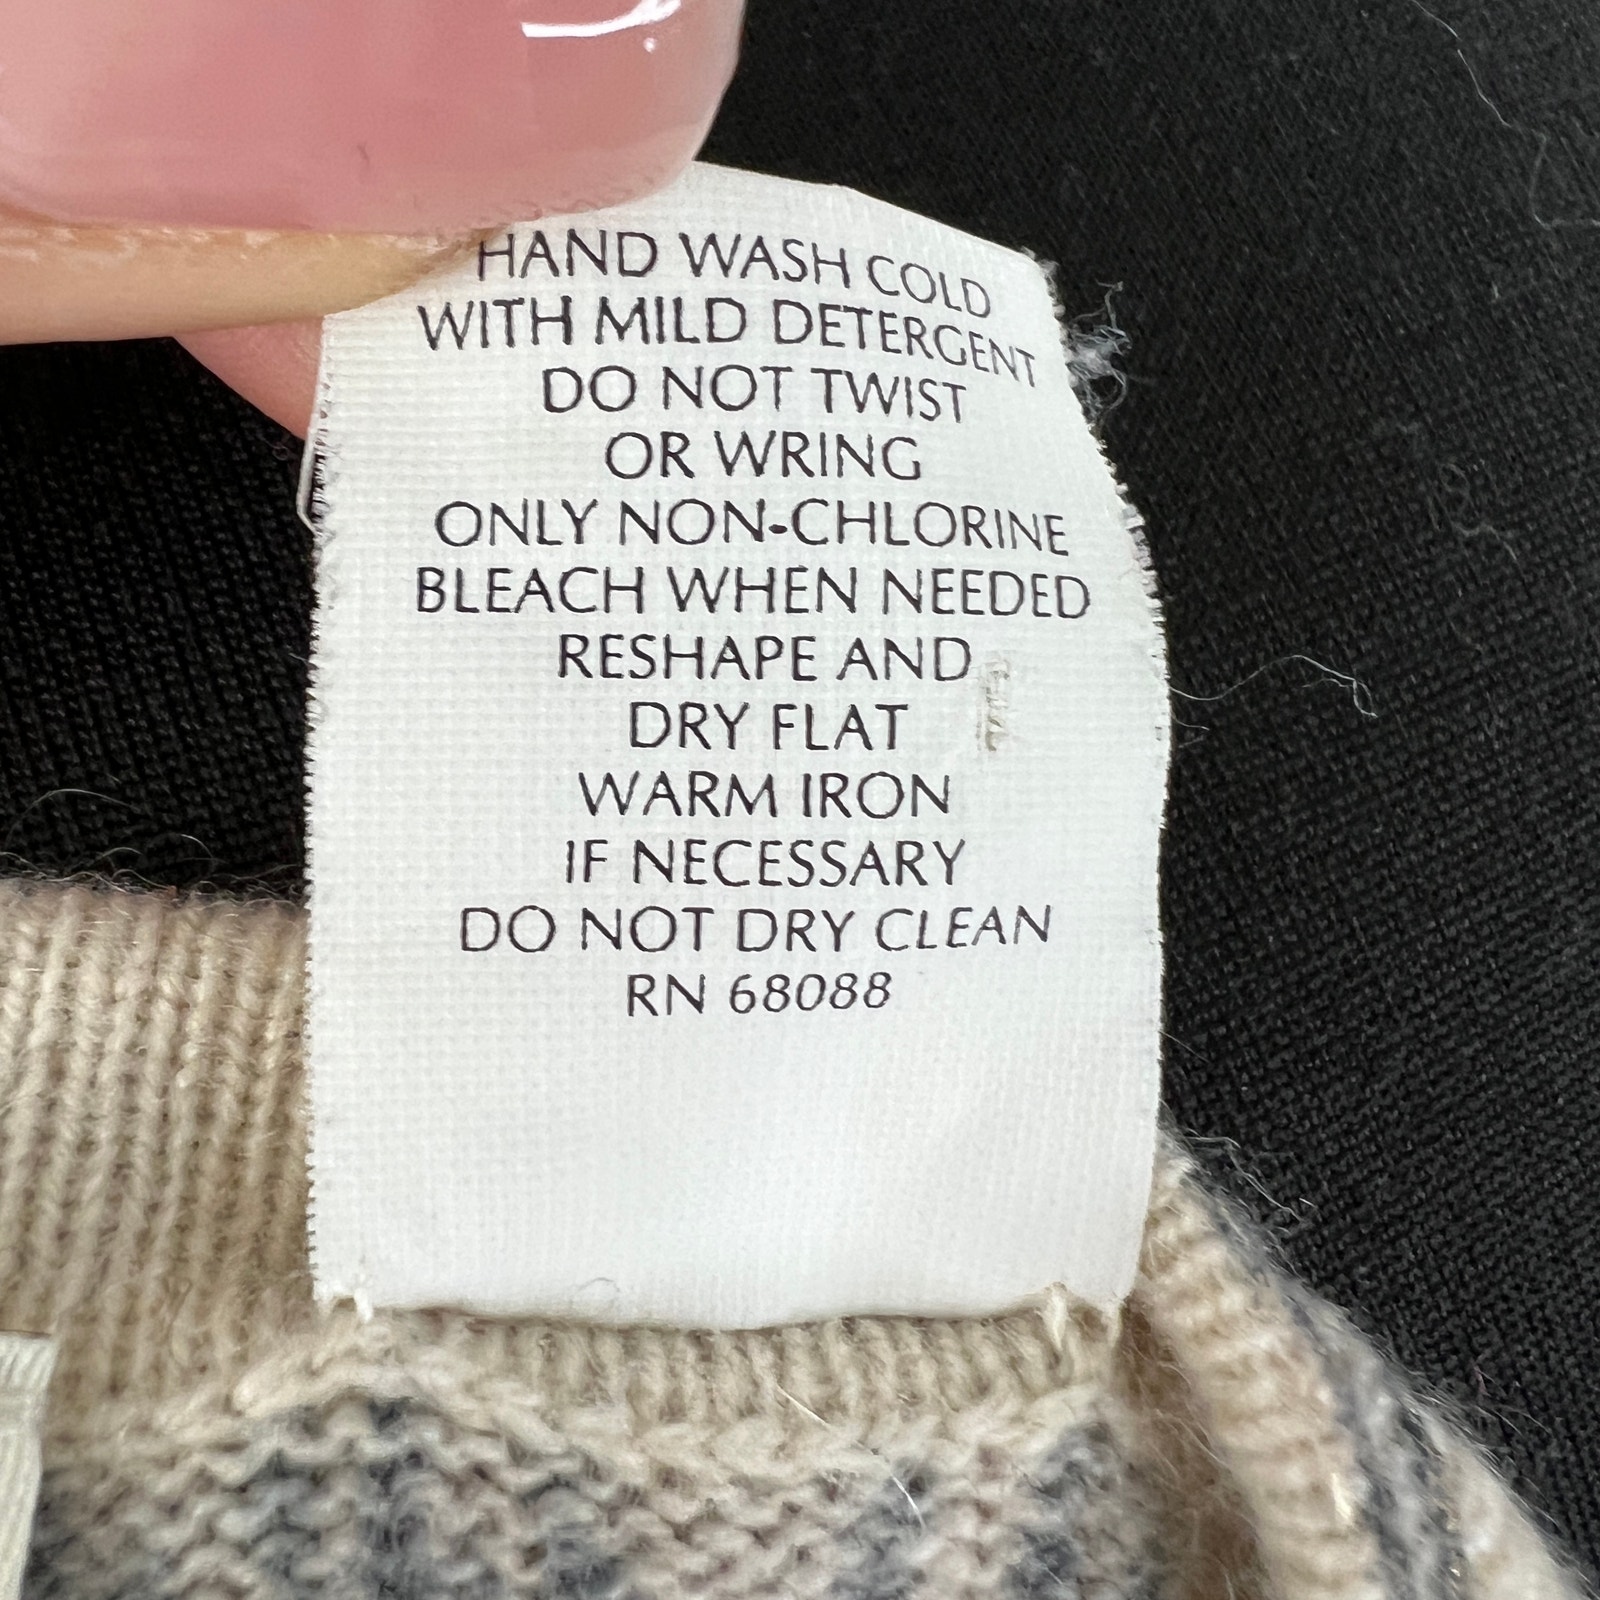 HAND WASH COLD
WITH MILD DETERGENT
DO NOT TWIST
OR WRING
ONLY NON-CHLORINE
BLEACH WHEN NEEDED
RESHAPE AND
DRY FLAT
WARM IRON
IF NECESSARY
DO NOT DRY CLEAN
RN 68088